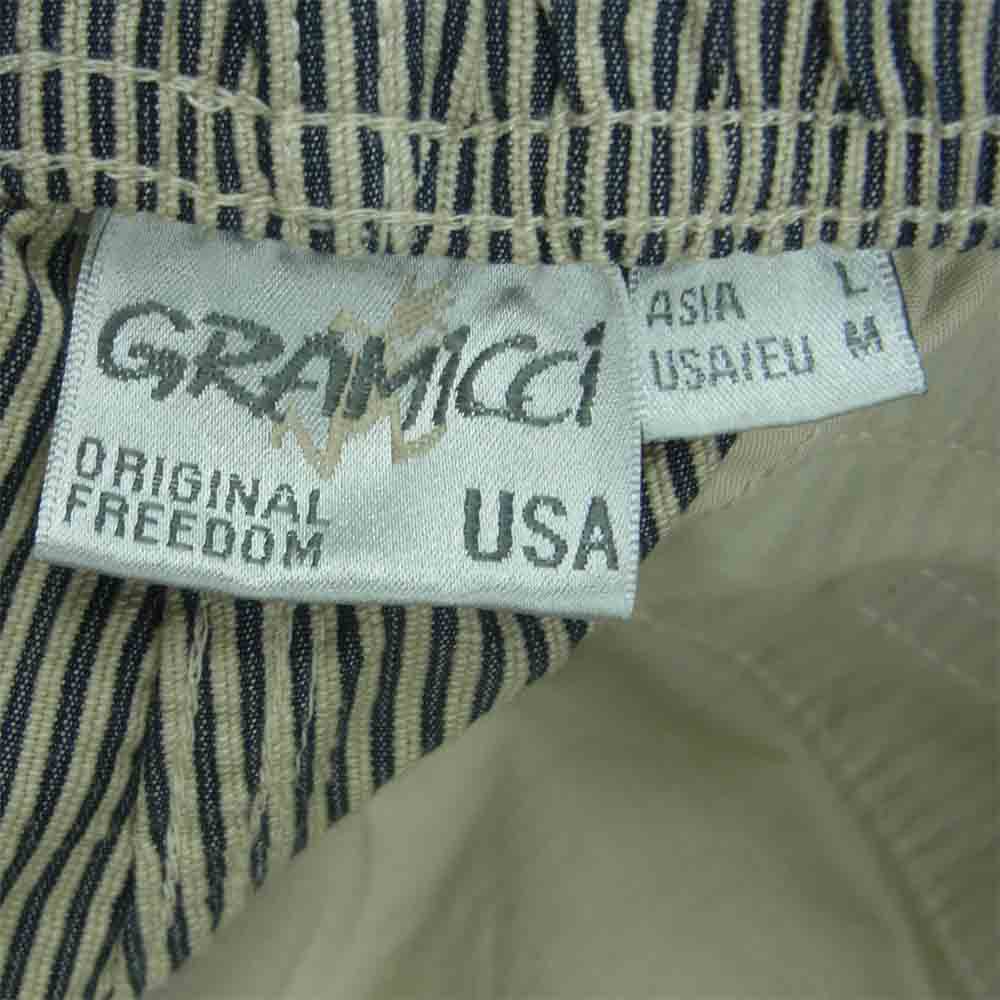 GRAMICCI
ORIGINAL
FREEDOM
USA
ASIA L
USA/EU M